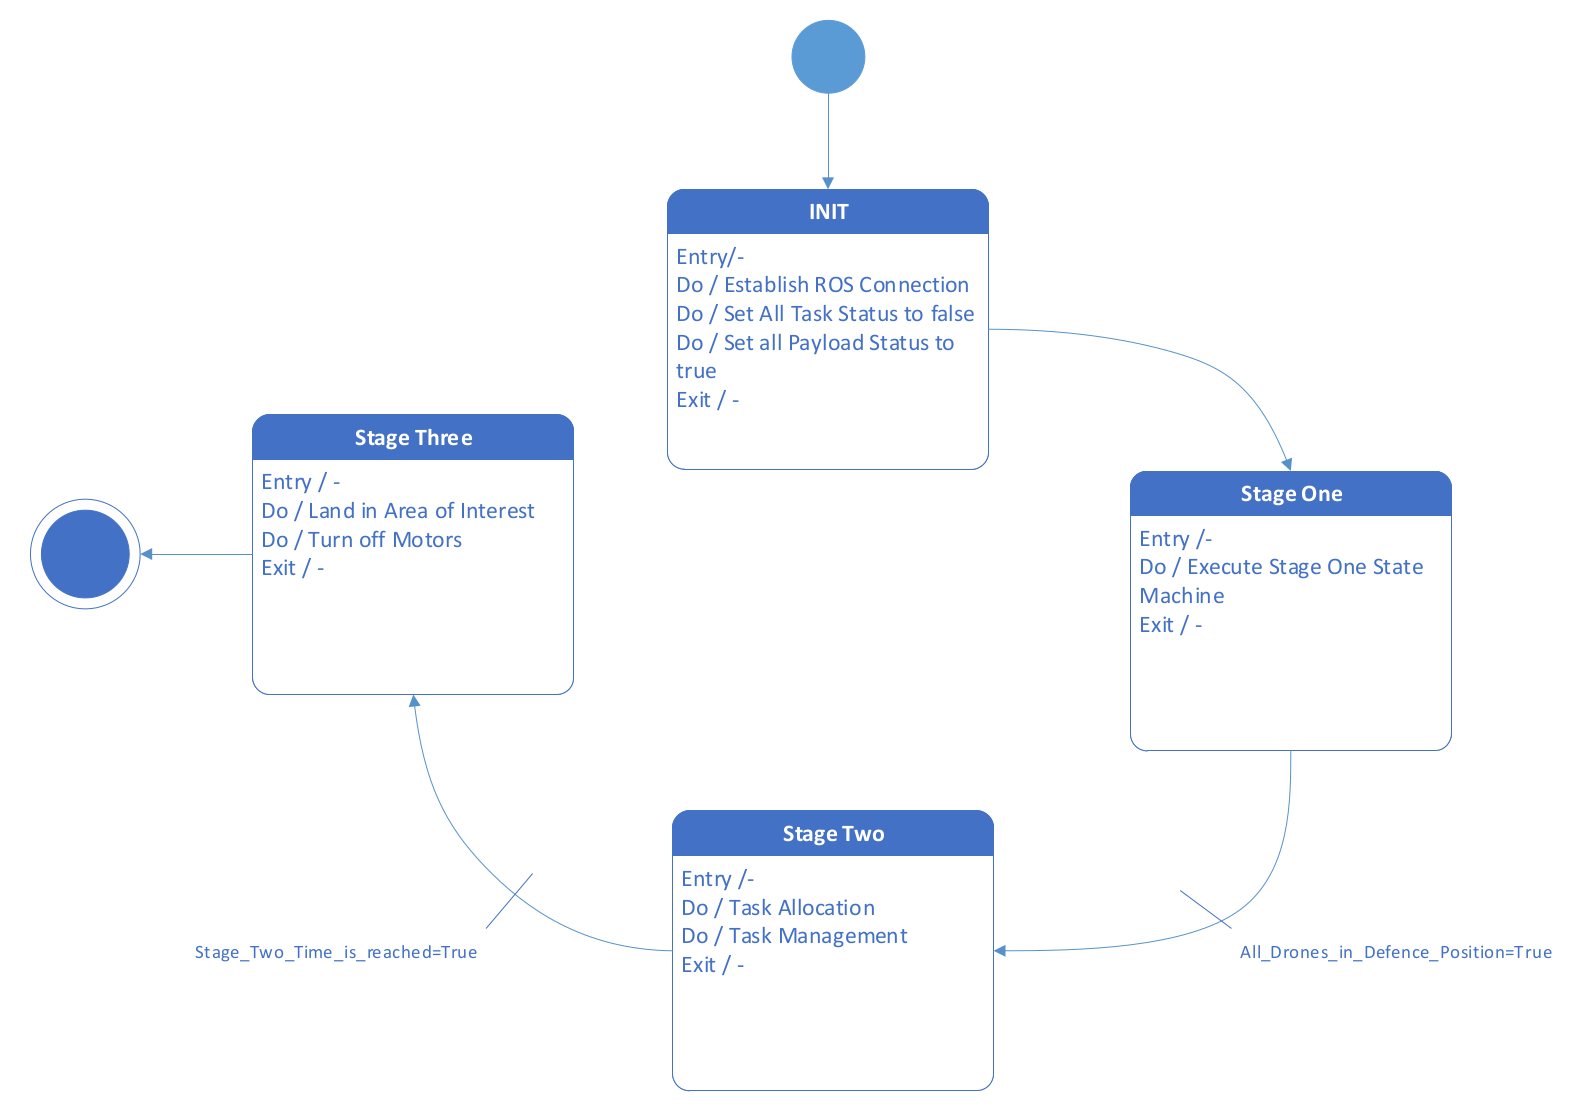 INIT
Entry/-
Do / Establish ROS Connection
Do / Set All Task Status to false
Do / Set all Payload Status to
true
Exit / -
Stage One
Entry /-
Do / Execute Stage One State
Machine
Exit / -
All_Drones_in_Defence_Position=True
Stage Two
Entry /-
Do / Task Allocation
Do / Task Management
Exit / -
Stage_Two_Time_is_reached=True
Stage Three
Entry / -
Do / Land in Area of Interest
Do / Turn off Motors
Exit / -